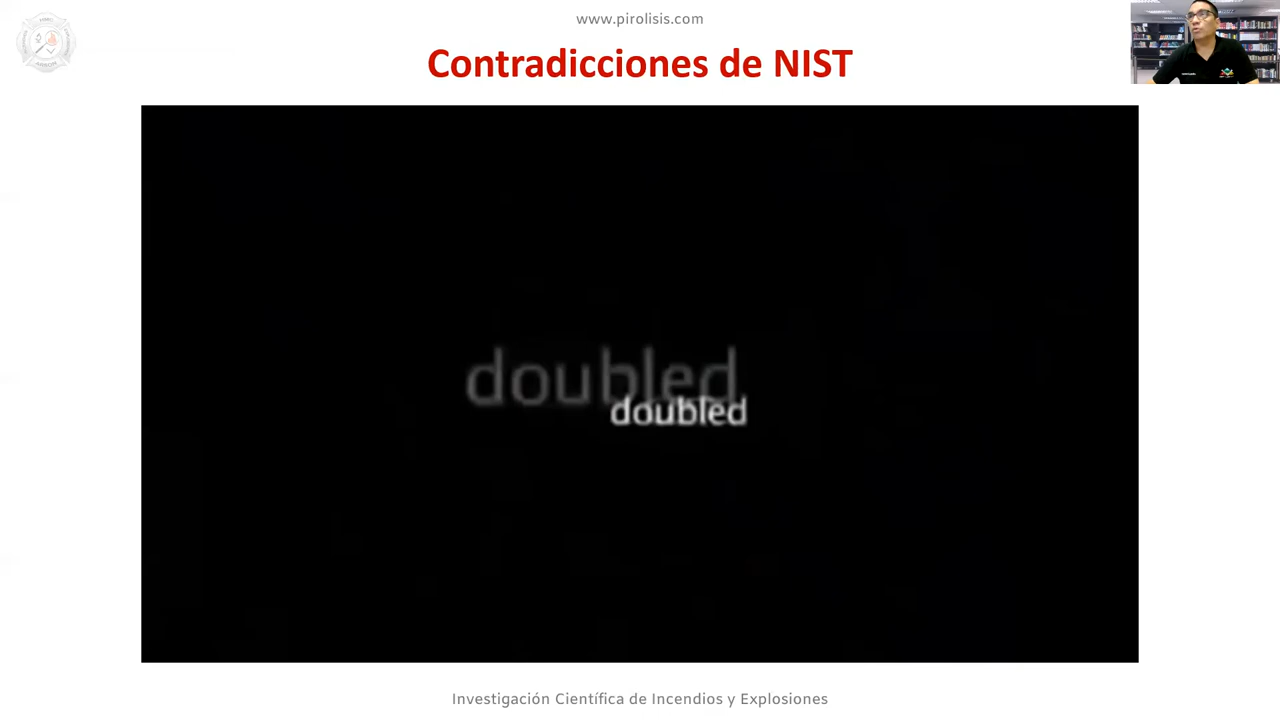 www.pirolisis.com
Contradicciones de NIST
doubled
doubled
Investigación Científica de Incendios y Explosiones